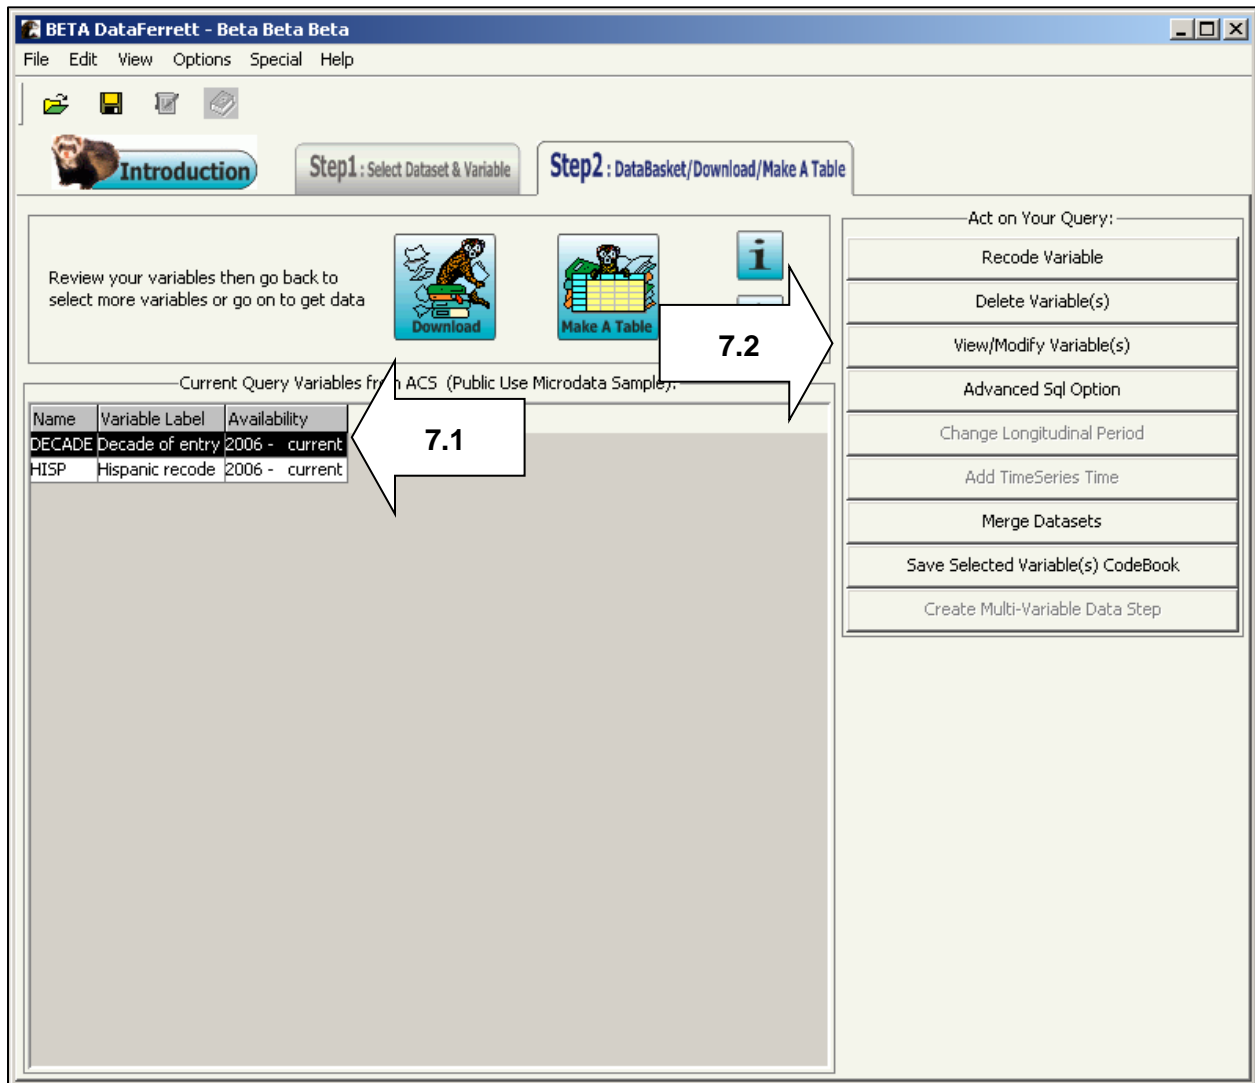 BETA DataFerrett - Beta Beta Beta
File Edit View Options Special Help
Introduction
Step1 : Select Dataset & Variable
Step2 : DataBasket/Download/Make A Table
Review your variables then go back to
select more variables or go on to get data
Download
Make A Table
i
7.2
Current Query Variables from ACS (Public Use Microdata Sample):
Name Variable Label Availability
DECADE Decade of entry 2006 - current
HISP Hispanic recode 2006 - current
7.1
Act on Your Query:
Recode Variable
Delete Variable(s)
View/Modify Variable(s)
Advanced Sql Option
Change Longitudinal Period
Add TimeSeries Time
Merge Datasets
Save Selected Variable(s) CodeBook
Create Multi-Variable Data Step